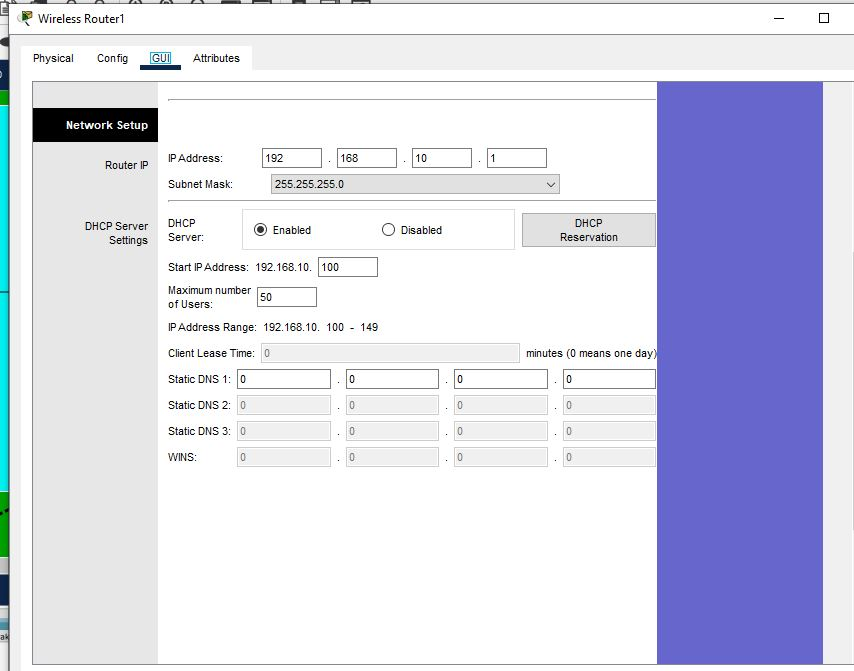 Wireless Router1
Physical Config GUI Attributes
Network Setup
Router IP
IP Address: 192 . 168 . 10 . 1
Subnet Mask: 255.255.255.0
DHCP Server Settings
DHCP Server: Enabled Disabled DHCP Reservation
Start IP Address: 192.168.10. 100
Maximum number of Users: 50
IP Address Range: 192.168.10. 100 - 149
Client Lease Time: 0 minutes (0 means one day)
Static DNS 1: 0 . 0 . 0 . 0
Static DNS 2: 0 . 0 . 0 . 0
Static DNS 3: 0 . 0 . 0 . 0
WINS: 0 . 0 . 0 . 0